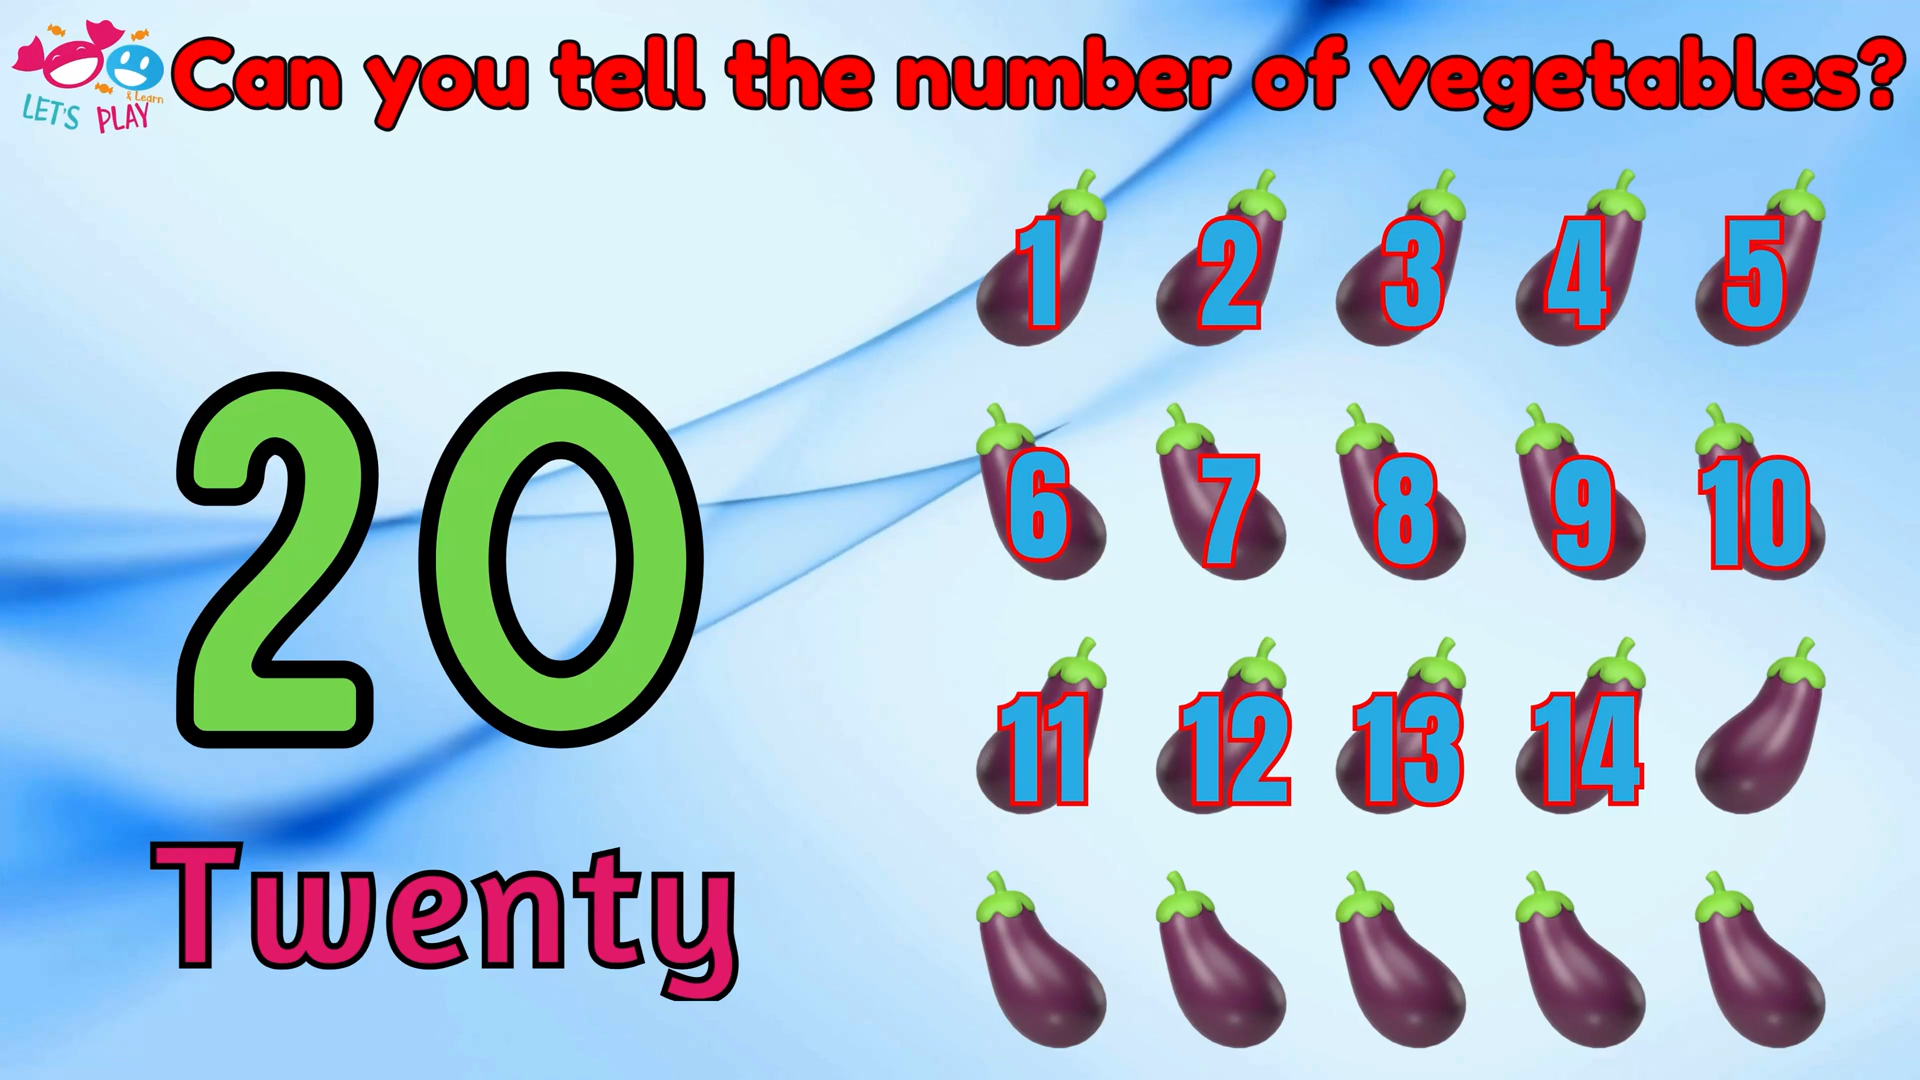 Can you tell the number of vegetables?
LET'S PLAY
& Learn
1 2 3 4 5
20
6 7 8 9 10
11 12 13 14
Twenty